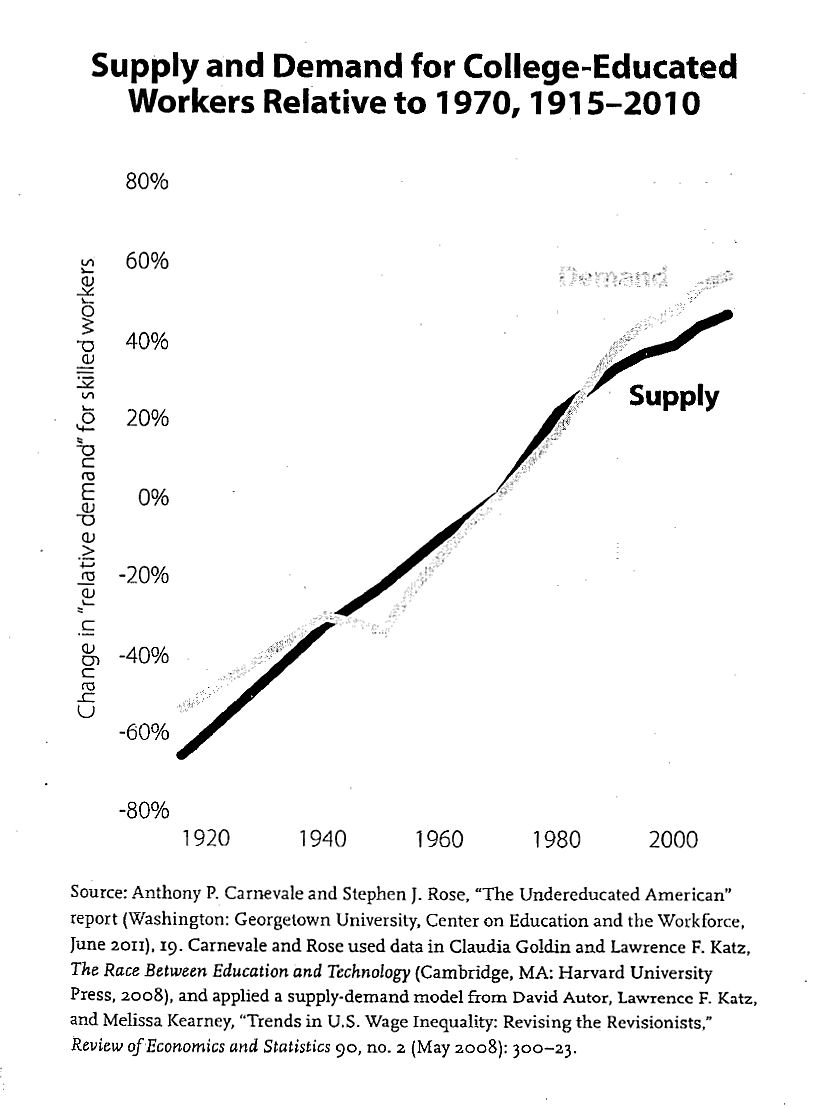 Supply and Demand for College-Educated
Workers Relative to 1970, 1915–2010
80%
60%
40%
20%
0%
-20%
-40%
-60%
-80%
Change in "relative demand" for skilled workers
Demand
Supply
1920 1940 1960 1980 2000
Source: Anthony P. Carnevale and Stephen J. Rose, “The Undereducated American”
report (Washington: Georgetown University, Center on Education and the Workforce,
June 2011), 19. Carnevale and Rose used data in Claudia Goldin and Lawrence F. Katz,
The Race Between Education and Technology (Cambridge, MA: Harvard University
Press, 2008), and applied a supply-demand model from David Autor, Lawrence F. Katz,
and Melissa Kearney, “Trends in U.S. Wage Inequality: Revising the Revisionists,”
Review of Economics and Statistics 90, no. 2 (May 2008): 300–23.